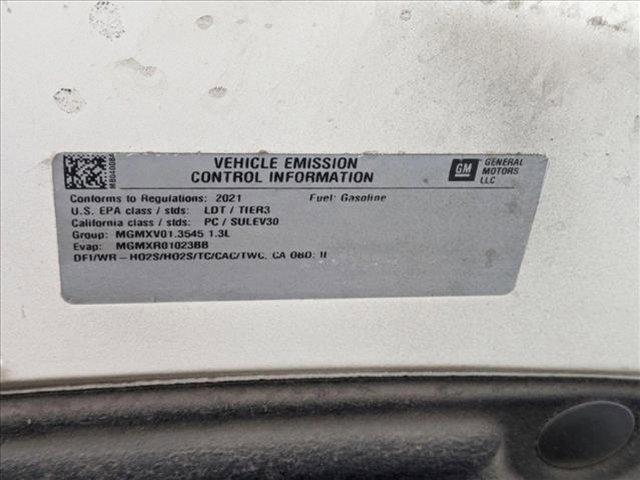 VEHICLE EMISSION
CONTROL INFORMATION
GM
GENERAL
MOTORS
LLC
Conforms to Regulations: 2021 Fuel: Gasoline
U.S. EPA class / stds: LDT / TIER3
California class / stds: PC / SULEV30
Group: MGMXV01.3545 1.3L
Evap: MGMXR01023BB
DFI/WR-HO2S/HO2S/TC/CAC/TWC, CA OBD: II